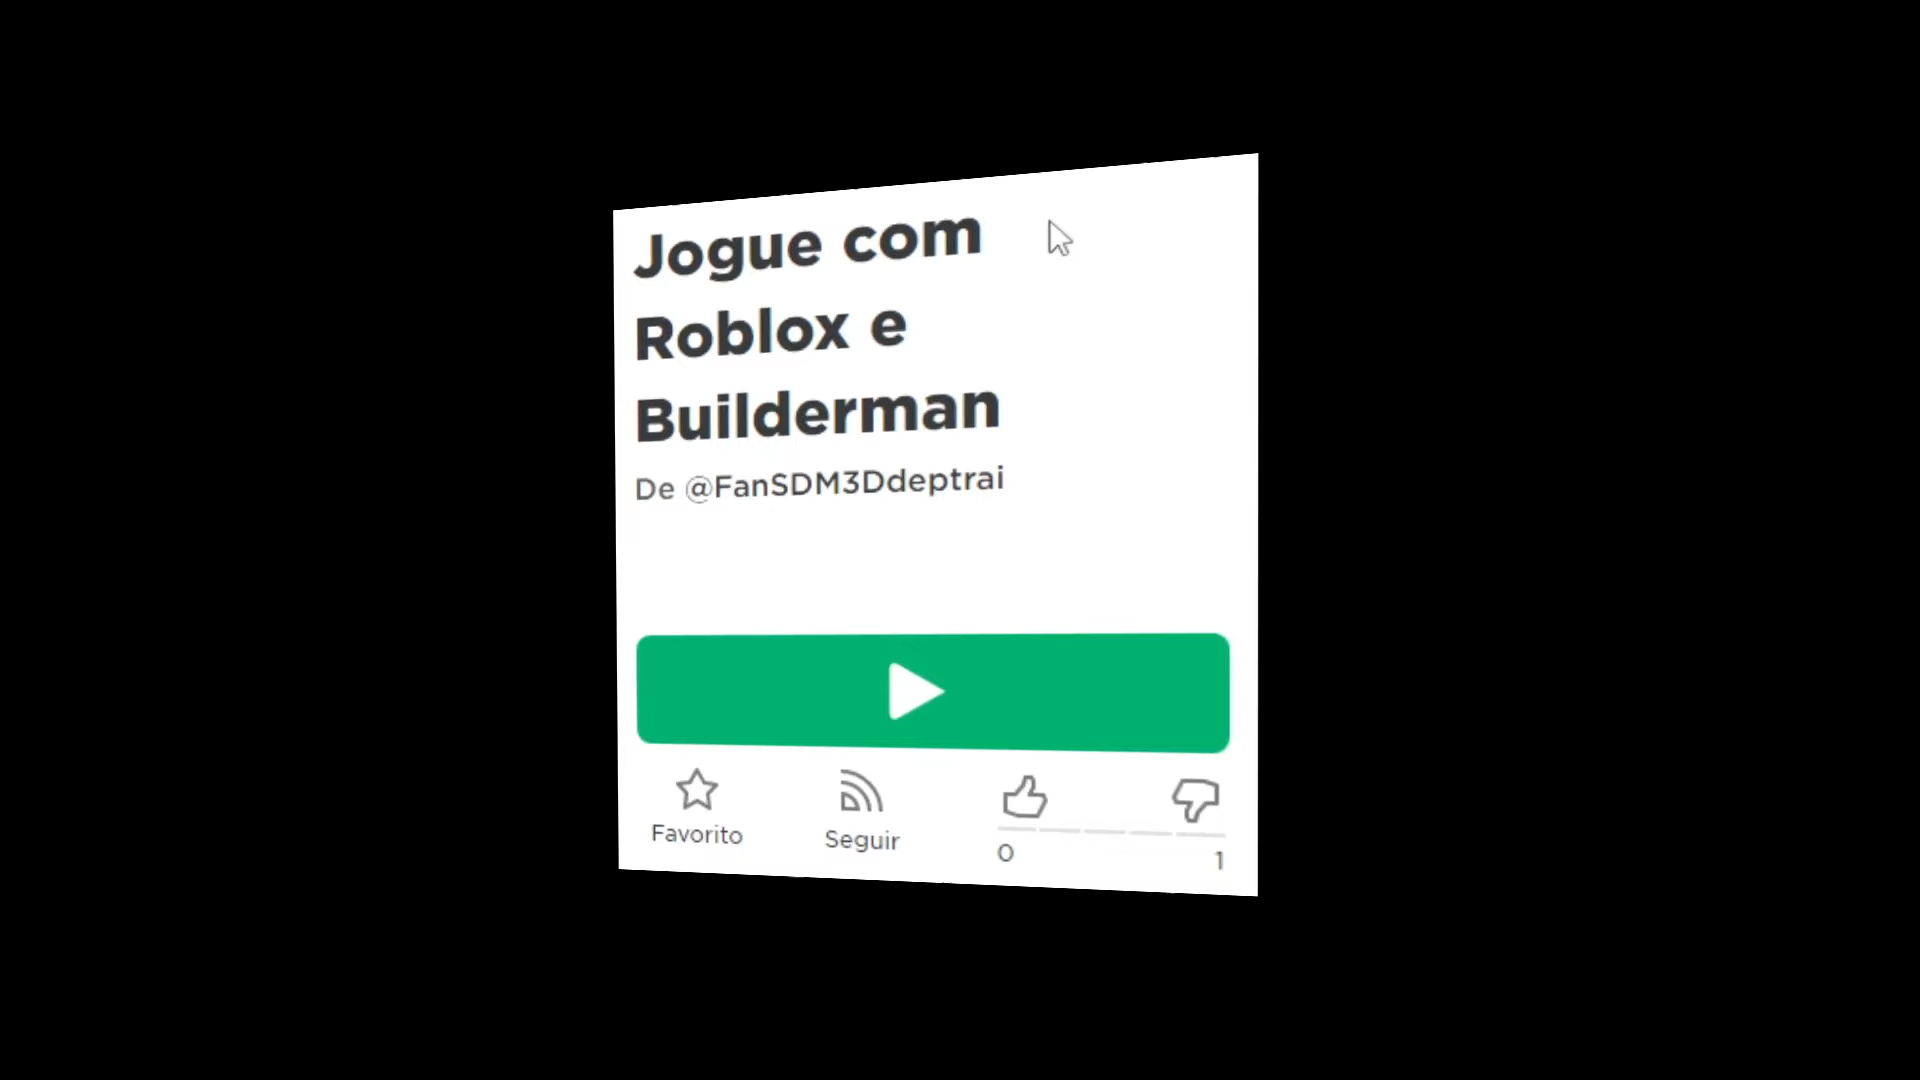 Jogue com
Roblox e
Builderman
De @FanSDM3Ddeptrai
Favorito
Seguir
0
1